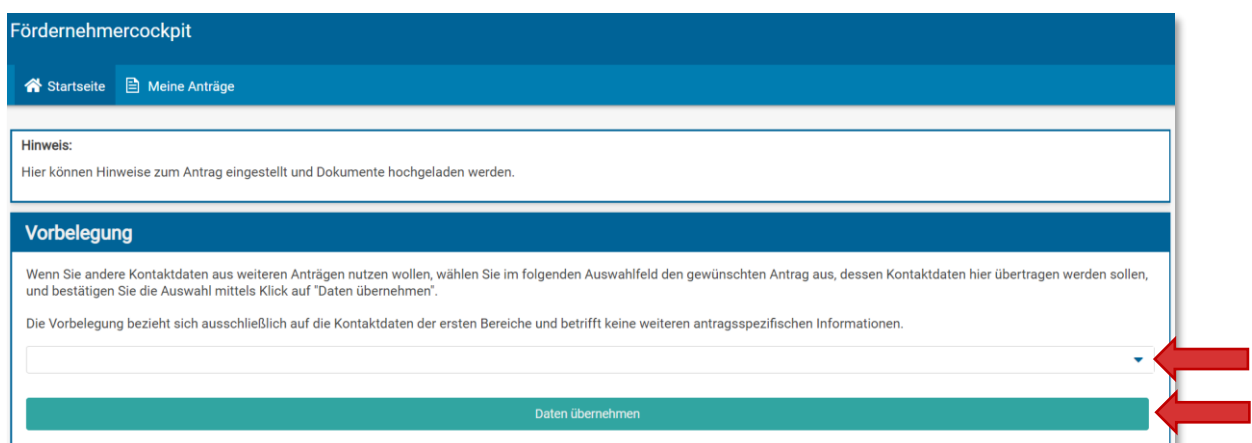 Fördernehmercockpit
Startseite Meine Anträge
Hinweis:
Hier können Hinweise zum Antrag eingestellt und Dokumente hochgeladen werden.
Vorbelegung
Wenn Sie andere Kontaktdaten aus weiteren Anträgen nutzen wollen, wählen Sie im folgenden Auswahlfeld den gewünschten Antrag aus, dessen Kontaktdaten hier übertragen werden sollen,
und bestätigen Sie die Auswahl mittels Klick auf "Daten übernehmen".
Die Vorbelegung bezieht sich ausschließlich auf die Kontaktdaten der ersten Bereiche und betrifft keine weiteren antragsspezifischen Informationen.
Daten übernehmen